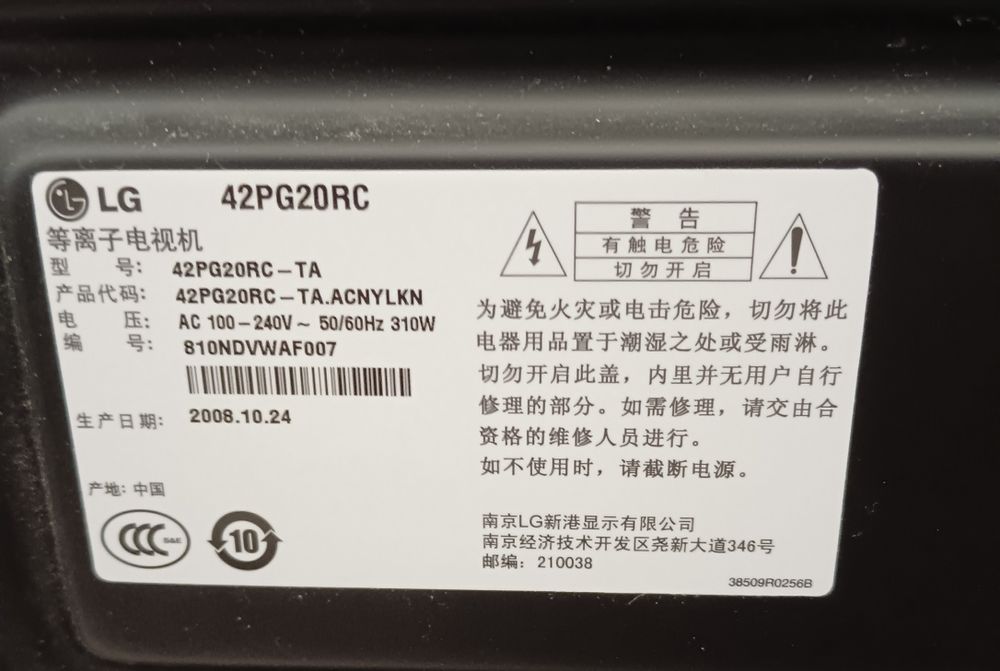 LG 42PG20RC
等离子电视机
型 号: 42PG20RC-TA
产品代码: 42PG20RC-TA.ACNYLKN
电 压: AC 100-240V~ 50/60Hz 310W
编 号: 810NDVWAF007
生产日期: 2008.10.24
产地: 中国
CCC S&E
10
警 告
有触电危险
切勿开启
为避免火灾或电击危险，切勿将此
电器用品置于潮湿之处或受雨淋。
切勿开启此盖，内里并无用户自行
修理的部分。如需修理，请交由合
资格的维修人员进行。
如不使用时，请截断电源。
南京LG新港显示有限公司
南京经济技术开发区尧新大道346号
邮编: 210038
38509R0256B